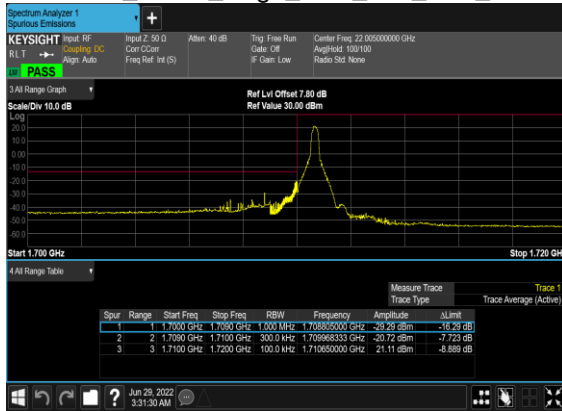 Spectrum Analyzer 1
Spurious Emissions
+
KEYSIGHT Input: RF Input Z: 50 Ω Atten: 40 dB Trig: Free Run Center Freq: 22.005000000 GHz
RLT Coupling: DC Corr CCorr Gate: Off Avg|Hold: 100/100
Align: Auto Freq Ref: Int (S) IF Gain: Low Radio Std: None
PASS
3 All Range Graph Ref Lvl Offset 7.80 dB
Scale/Div 10.0 dB Ref Value 30.00 dBm
Log
20.0
10.0
0.00
-10.0
-20.0
-30.0
-40.0
-50.0
-60.0
Start 1.700 GHz Stop 1.720 GH
4 All Range Table
Measure Trace Trace 1
Trace Type Trace Average (Active)
Spur Range Start Freq Stop Freq RBW Frequency Amplitude ΔLimit
1 1 1.7000 GHz 1.7090 GHz 1.000 MHz 1.708805000 GHz -29.29 dBm -16.29 dB
2 2 1.7090 GHz 1.7100 GHz 300.0 kHz 1.709968333 GHz -20.72 dBm -7.723 dB
3 3 1.7100 GHz 1.7200 GHz 100.0 kHz 1.710650000 GHz 21.11 dBm -8.889 dB
? Jun 29, 2022
3:31:30 AM